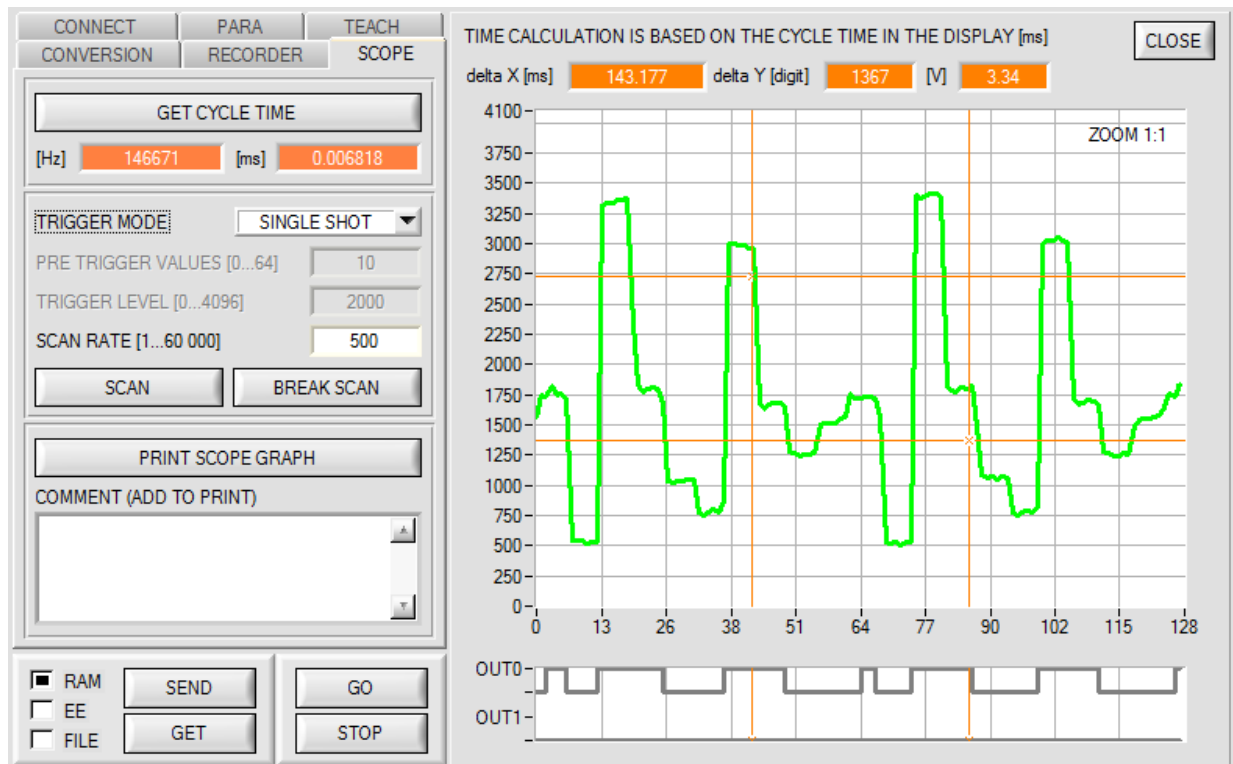 CONNECT PARA TEACH
CONVERSION RECORDER SCOPE
GET CYCLE TIME
[Hz] 146671 [ms] 0.006818
TRIGGER MODE SINGLE SHOT
PRE TRIGGER VALUES [0...64] 10
TRIGGER LEVEL [0...4096] 2000
SCAN RATE [1...60 000] 500
SCAN BREAK SCAN
PRINT SCOPE GRAPH
COMMENT (ADD TO PRINT)
RAM
EE
FILE
SEND
GET
GO
STOP
TIME CALCULATION IS BASED ON THE CYCLE TIME IN THE DISPLAY [ms]
CLOSE
delta X [ms] 143.177 delta Y [digit] 1367 [V] 3.34
ZOOM 1:1
4100
3750
3500
3250
3000
2750
2500
2250
2000
1750
1500
1250
1000
750
500
250
0
0 13 26 38 51 64 77 90 102 115 128
OUT0
OUT1